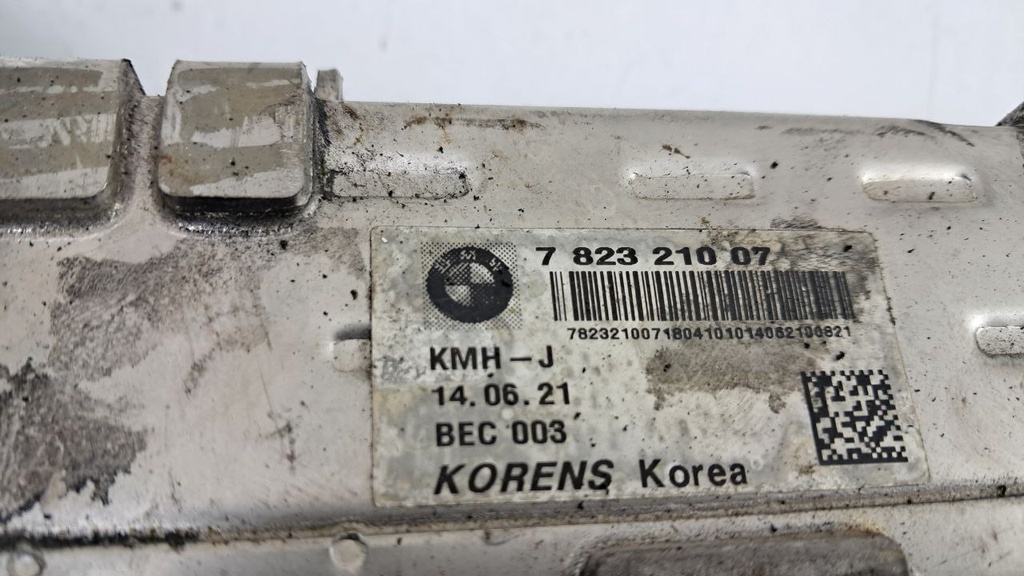 7 823 210 07
7823210071804101014062100821
KMH-J
14.06.21
BEC 003
KORENS Korea